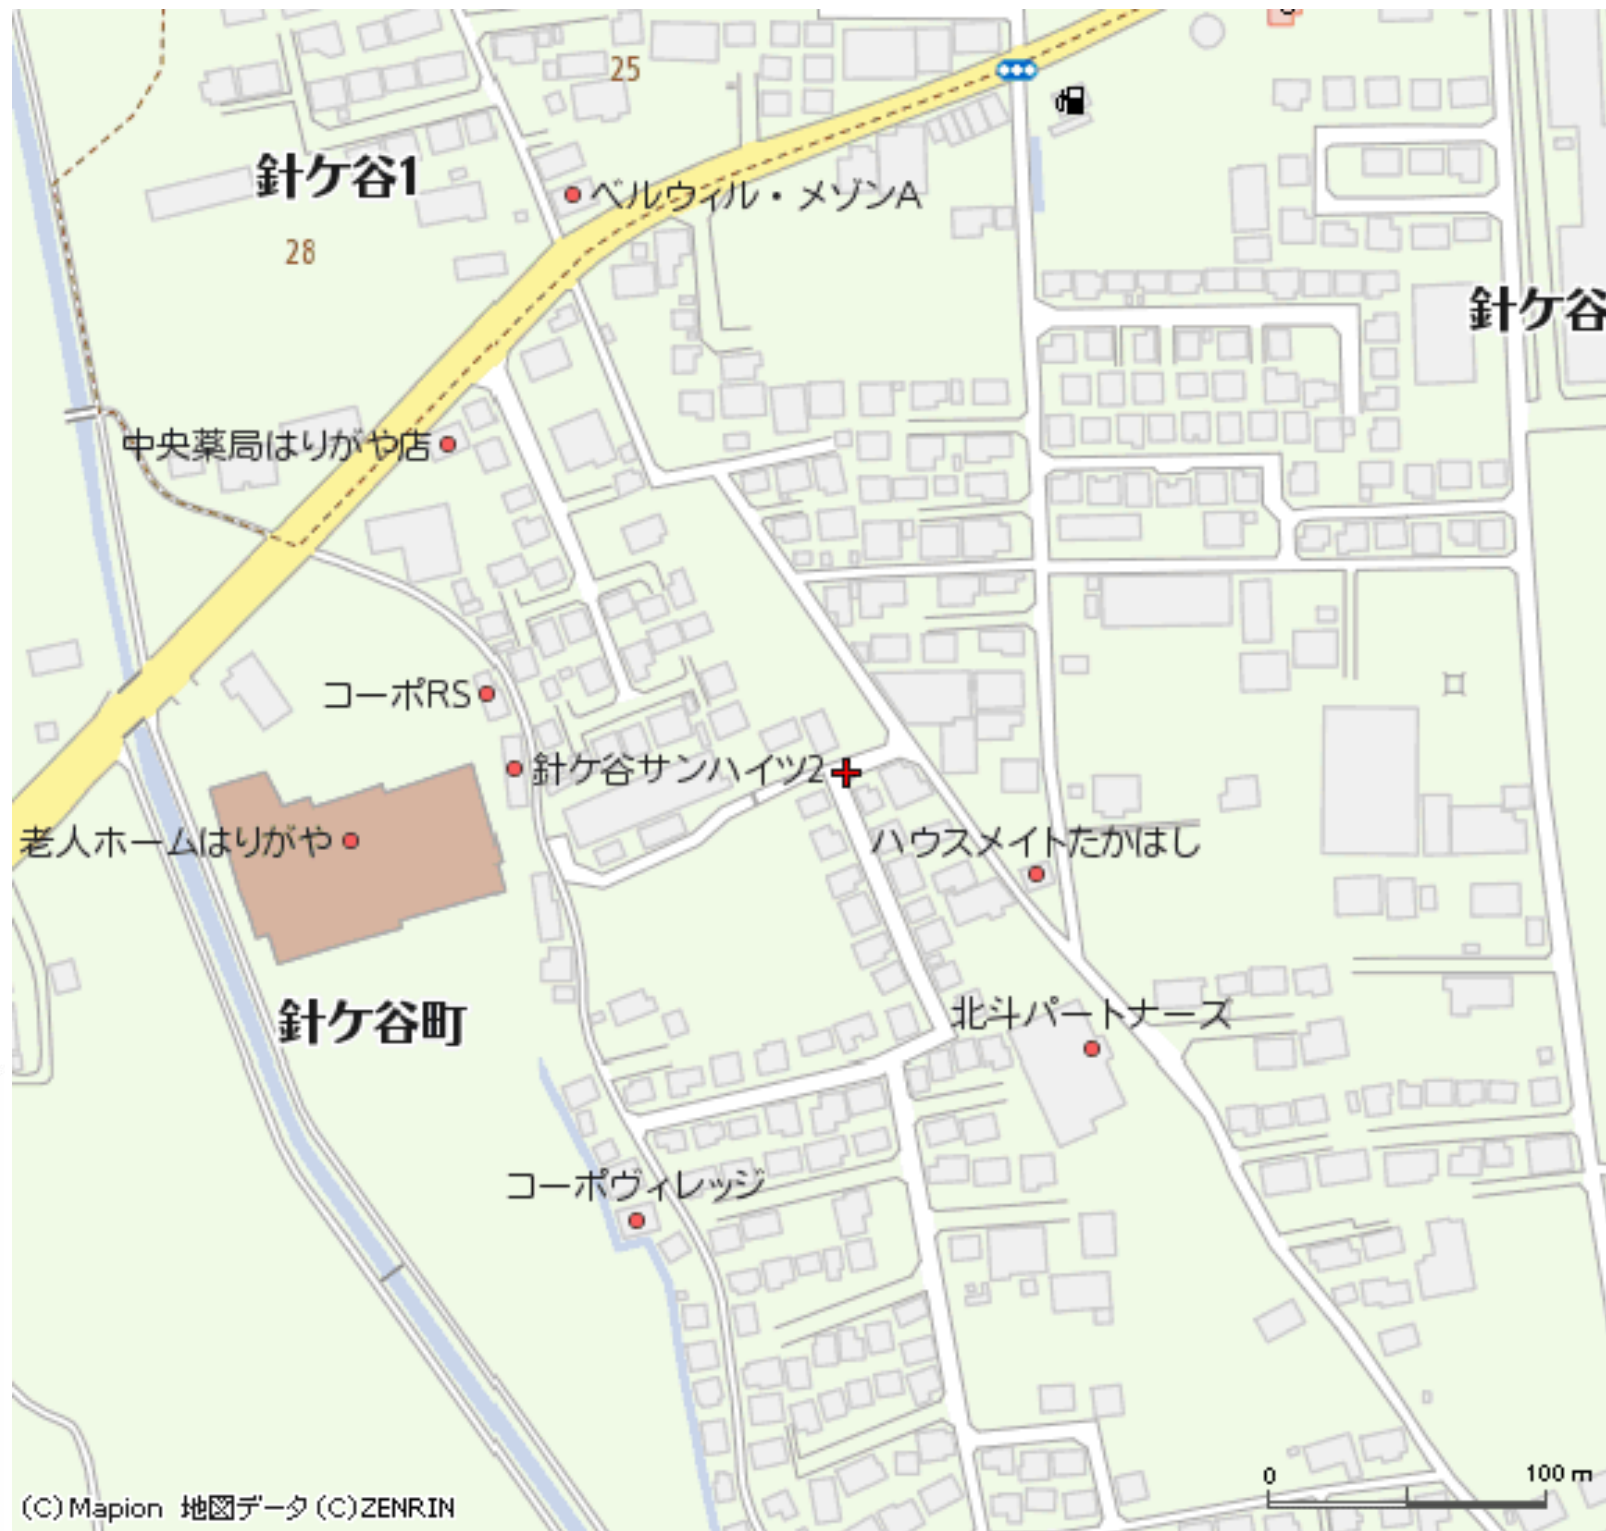 25
針ケ谷1
ベルウィル・メゾンA
28
針ケ谷
中央薬局はりがや店
コーポRS
針ケ谷サンハイツ2
老人ホームはりがや
ハウスメイトたかはし
北斗パートナーズ
針ケ谷町
コーポヴィレッジ
0 100 m
(C)Mapion 地図データ(C)ZENRIN